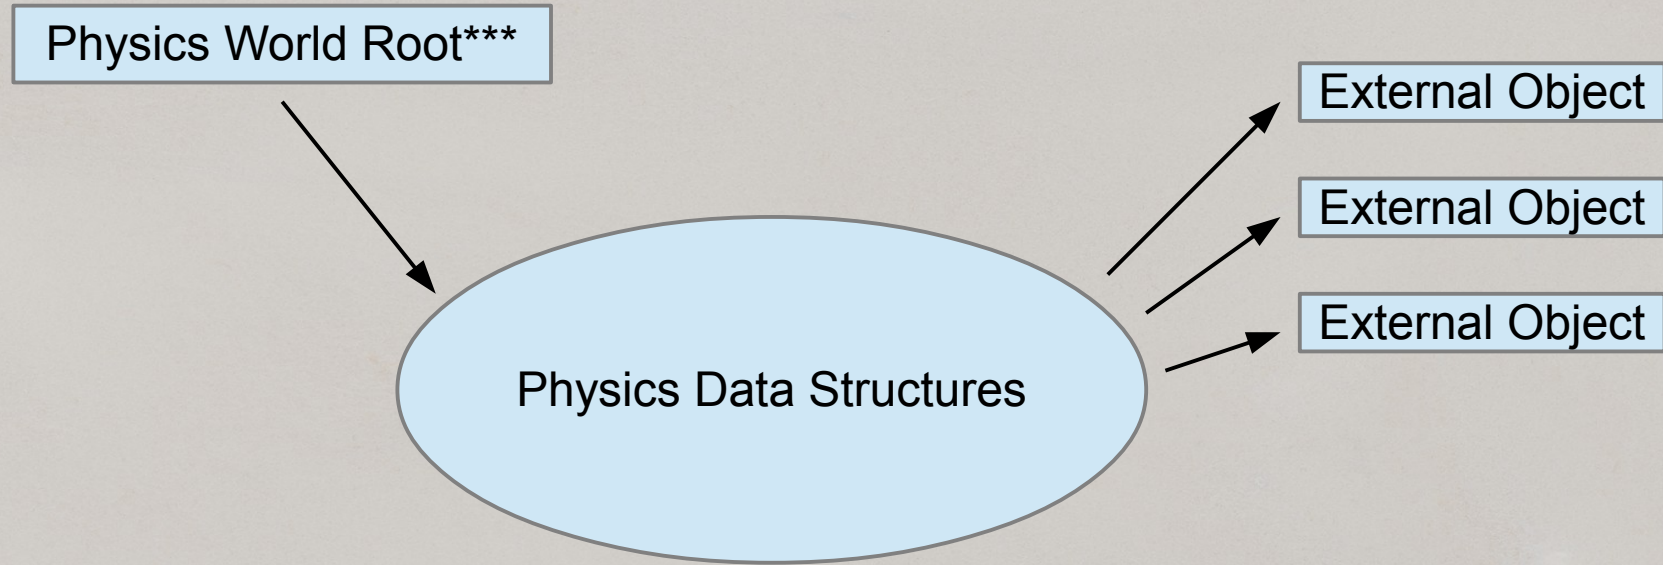 Physics World Root***
External Object
External Object
External Object
Physics Data Structures